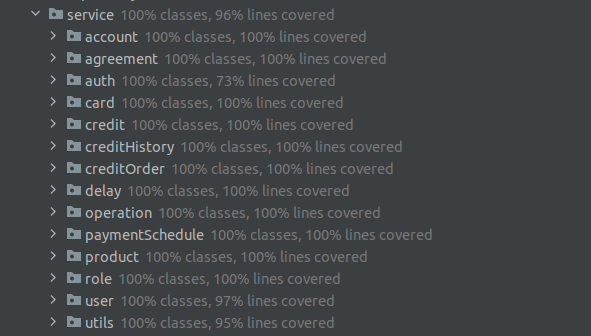 service 100% classes, 96% lines covered
account 100% classes, 100% lines covered
agreement 100% classes, 100% lines covered
auth 100% classes, 73% lines covered
card 100% classes, 100% lines covered
credit 100% classes, 100% lines covered
creditHistory 100% classes, 100% lines covered
creditOrder 100% classes, 100% lines covered
delay 100% classes, 100% lines covered
operation 100% classes, 100% lines covered
paymentSchedule 100% classes, 100% lines covered
product 100% classes, 100% lines covered
role 100% classes, 100% lines covered
user 100% classes, 97% lines covered
utils 100% classes, 95% lines covered